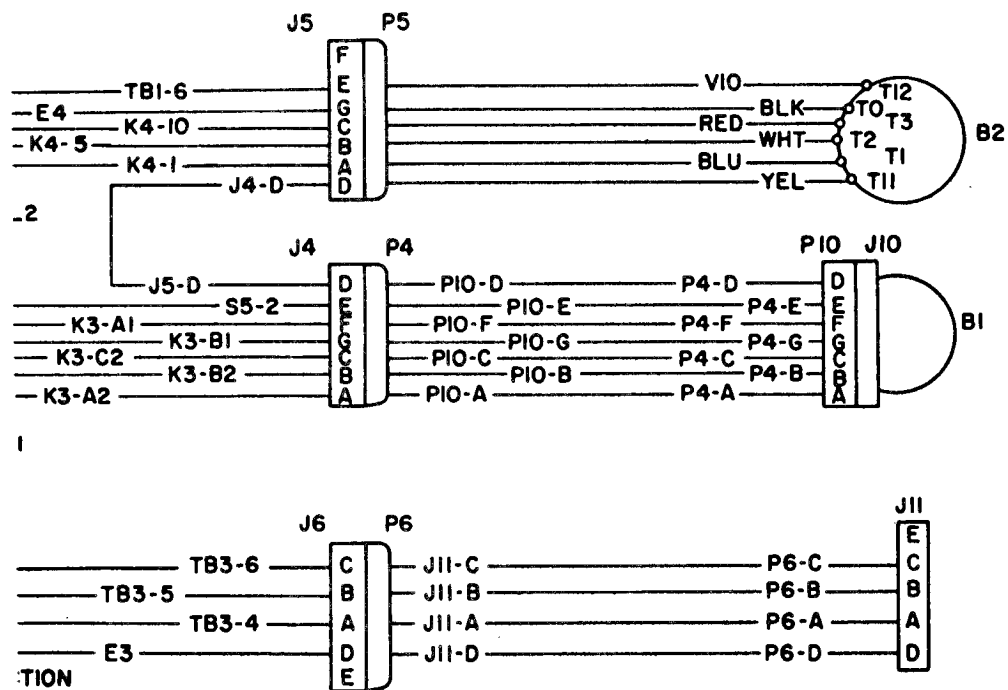 J5 P5
F
TB1-6 E VIO T12
E4 G BLK T0
K4-10 C RED T3
K4-5 B WHT T2 B2
K4-1 A BLU T1
J4-D D YEL T11
-2
J4 P4 P10 J10
J5-D D P10-D P4-D D
S5-2 E P10-E P4-E E
K3-A1 F P10-F P4-F F B1
K3-B1 G P10-G P4-G G
K3-C2 C P10-C P4-C C
K3-B2 B P10-B P4-B B
K3-A2 A P10-A P4-A A
1
J6 P6 J11
E
TB3-6 C J11-C P6-C C
TB3-5 B J11-B P6-B B
TB3-4 A J11-A P6-A A
E3 D J11-D P6-D D
E
:TION